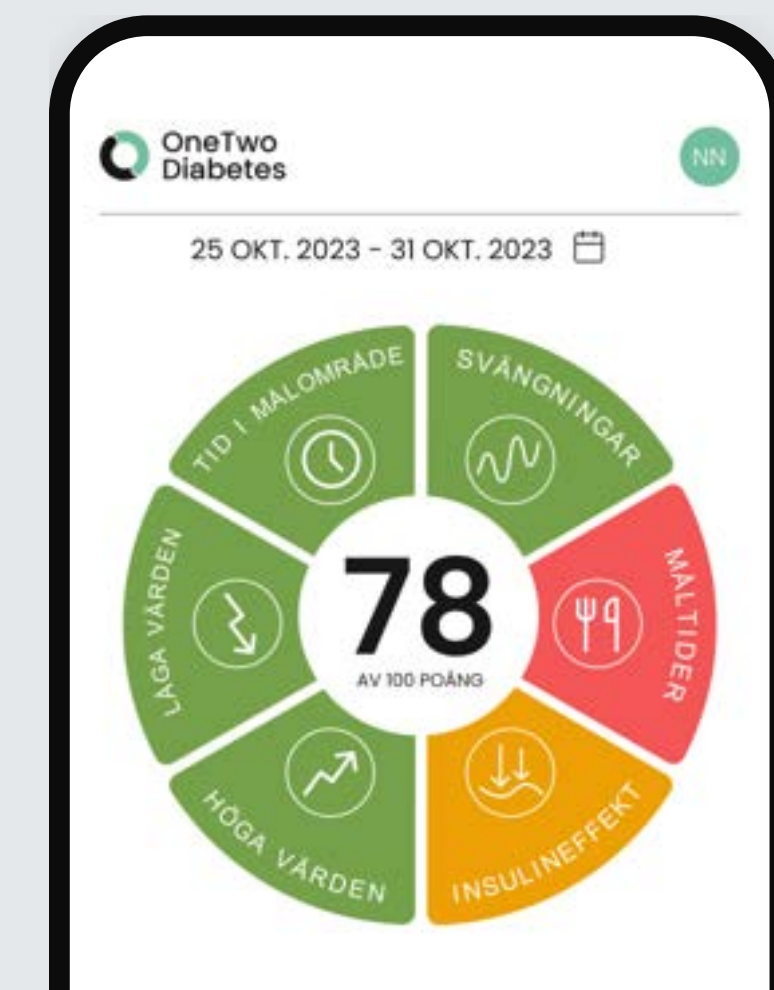 OneTwo
Diabetes
NN
25 OKT. 2023 - 31 OKT. 2023
TID I MÅLOMRÅDE
SVÄNGNINGAR
MÅLTIDER
INSULINEFFEKT
HÖGA VÄRDEN
LÅGA VÄRDEN
78
AV 100 POÄNG